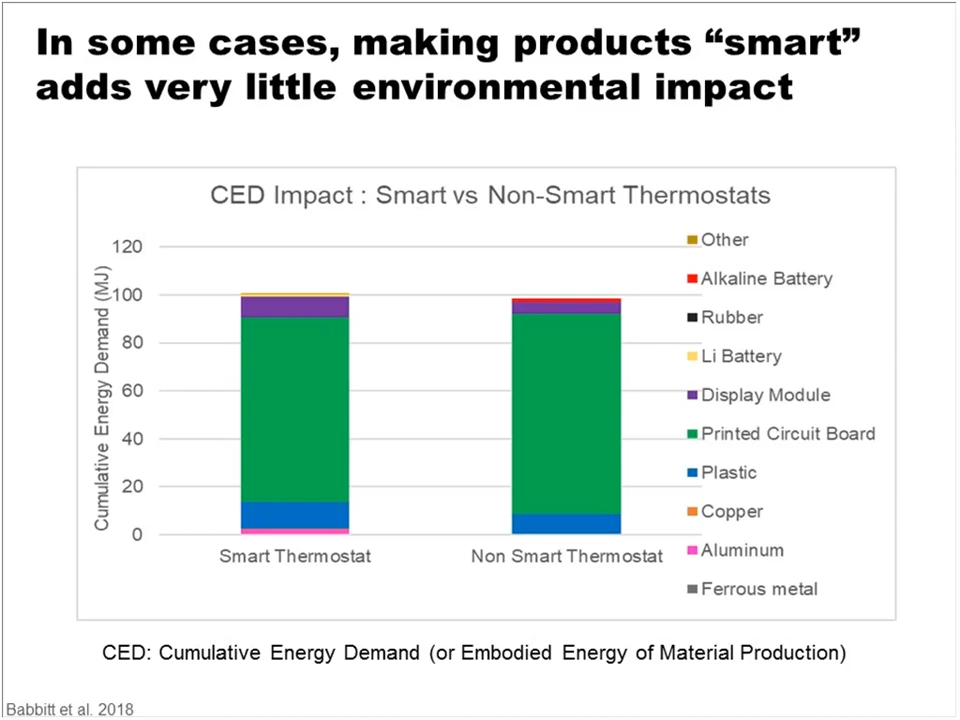 In some cases, making products “smart”
adds very little environmental impact
CED Impact : Smart vs Non-Smart Thermostats
Cumulative Energy Demand (MJ)
120
100
80
60
40
20
0
Smart Thermostat
Non Smart Thermostat
Other
Alkaline Battery
Rubber
Li Battery
Display Module
Printed Circuit Board
Plastic
Copper
Aluminum
Ferrous metal
CED: Cumulative Energy Demand (or Embodied Energy of Material Production)
Babbitt et al. 2018